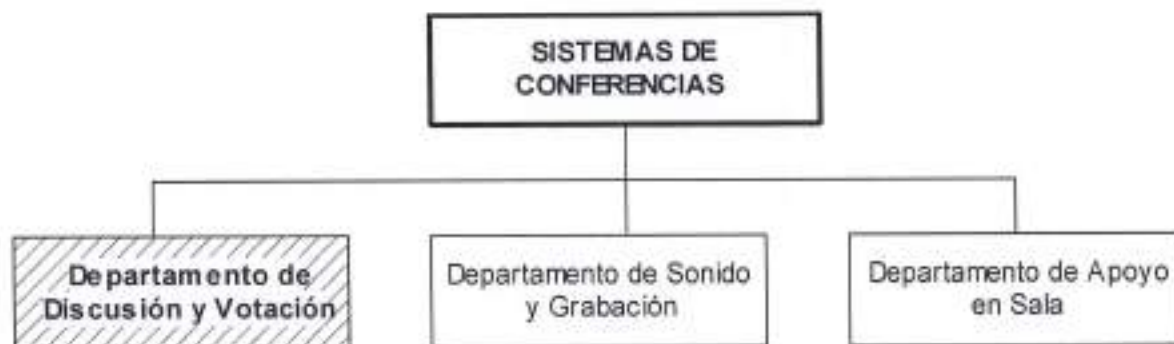 SISTEMAS DE
CONFERENCIAS
Departamento de
Discusión y Votación
Departamento de Sonido
y Grabación
Departamento de Apoyo
en Sala